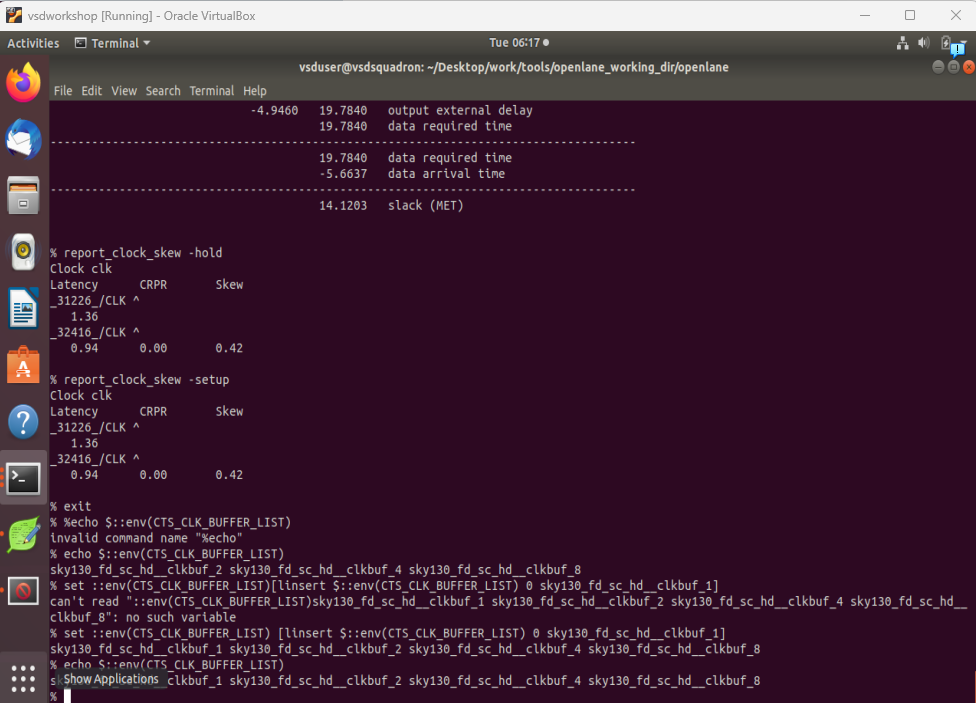 vsdworkshop [Running] - Oracle VirtualBox
Activities Terminal Tue 06:17
vsduser@vsdsquadron: ~/Desktop/work/tools/openlane_working_dir/openlane
File Edit View Search Terminal Help
-4.9460 19.7840 output external delay
19.7840 data required time
-----------------------------------------------------------------------------
19.7840 data required time
-5.6637 data arrival time
-----------------------------------------------------------------------------
14.1203 slack (MET)
% report_clock_skew -hold
Clock clk
Latency CRPR Skew
_31226_/CLK ^
1.36
_32416_/CLK ^
0.94 0.00 0.42
% report_clock_skew -setup
Clock clk
Latency CRPR Skew
_31226_/CLK ^
1.36
_32416_/CLK ^
0.94 0.00 0.42
% exit
% %echo $::env(CTS_CLK_BUFFER_LIST)
invalid command name "%echo"
% echo $::env(CTS_CLK_BUFFER_LIST)
sky130_fd_sc_hd__clkbuf_2 sky130_fd_sc_hd__clkbuf_4 sky130_fd_sc_hd__clkbuf_8
% set ::env(CTS_CLK_BUFFER_LIST)[linsert $::env(CTS_CLK_BUFFER_LIST) 0 sky130_fd_sc_hd__clkbuf_1]
can't read "::env(CTS_CLK_BUFFER_LIST)sky130_fd_sc_hd__clkbuf_1 sky130_fd_sc_hd__clkbuf_2 sky130_fd_sc_hd__clkbuf_4 sky130_fd_sc_hd__
clkbuf_8": no such variable
% set ::env(CTS_CLK_BUFFER_LIST) [linsert $::env(CTS_CLK_BUFFER_LIST) 0 sky130_fd_sc_hd__clkbuf_1]
sky130_fd_sc_hd__clkbuf_1 sky130_fd_sc_hd__clkbuf_2 sky130_fd_sc_hd__clkbuf_4 sky130_fd_sc_hd__clkbuf_8
% echo $::env(CTS_CLK_BUFFER_LIST)
Show Applications
_clkbuf_1 sky130_fd_sc_hd__clkbuf_2 sky130_fd_sc_hd__clkbuf_4 sky130_fd_sc_hd__clkbuf_8
%